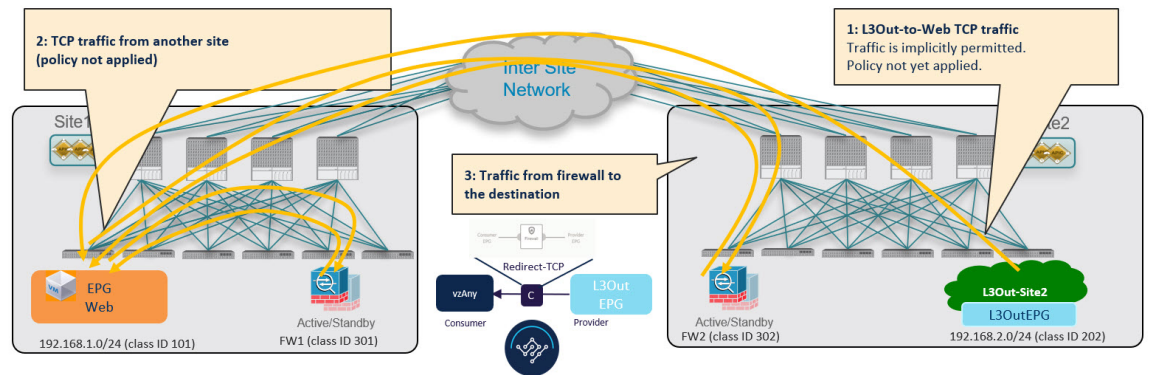 2: TCP traffic from another site
(policy not applied)
1: L3Out-to-Web TCP traffic
Traffic is implicitly permitted.
Policy not yet applied.
Inter Site
Network
Site1
te2
3: Traffic from firewall to
the destination
Consumer
EPG
Firewall
Provider
EPG
Redirect-TCP
vzAny
C
L3Out
EPG
Consumer
Provider
VM
EPG
Web
Active/Standby
FW1 (class ID 301)
192.168.1.0/24 (class ID 101)
Active/Standby
FW2 (class ID 302)
L3Out-Site2
L3OutEPG
192.168.2.0/24 (class ID 202)